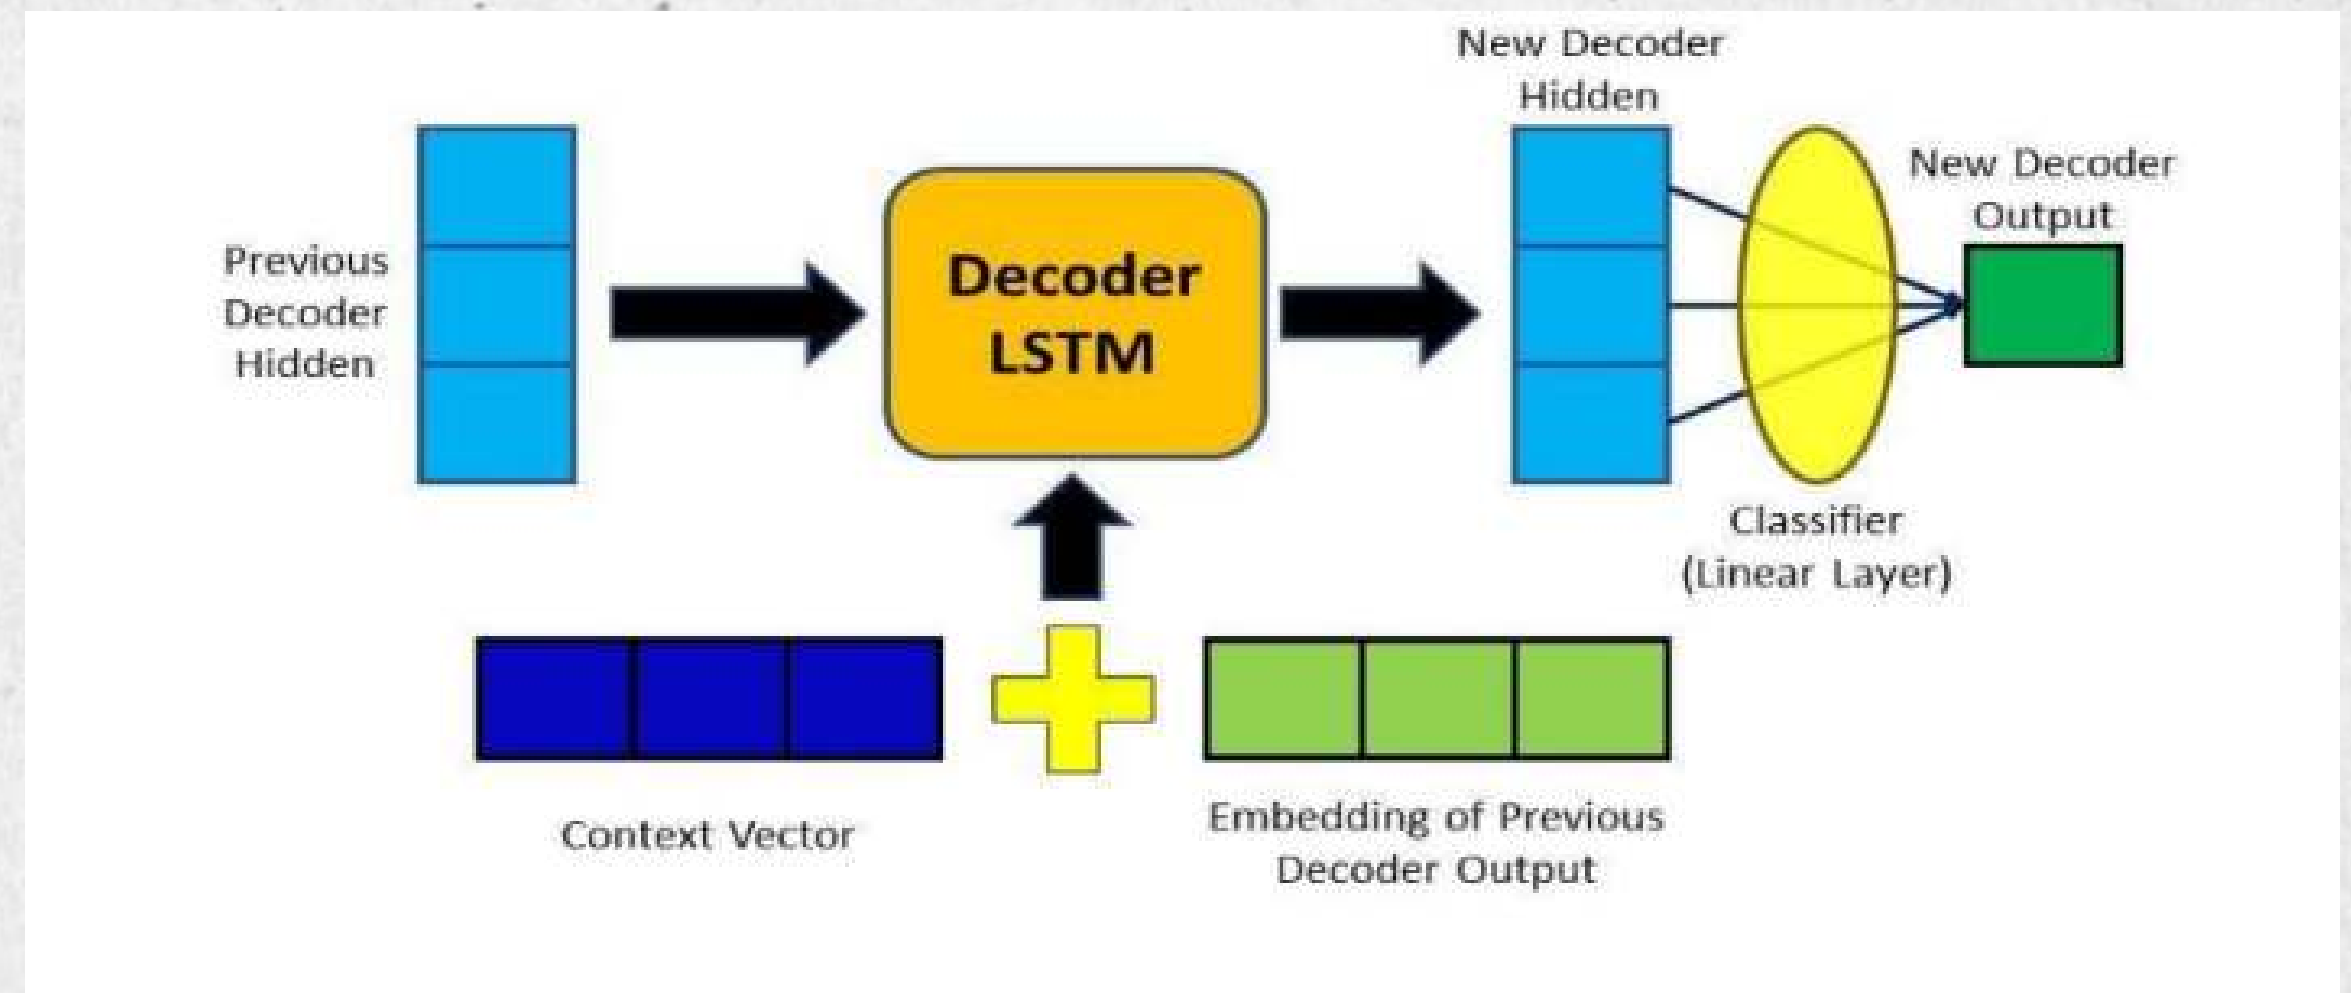 Previous
Decoder
Hidden
Decoder
LSTM
New Decoder
Hidden
New Decoder
Output
Classifier
(Linear Layer)
Context Vector
Embedding of Previous
Decoder Output